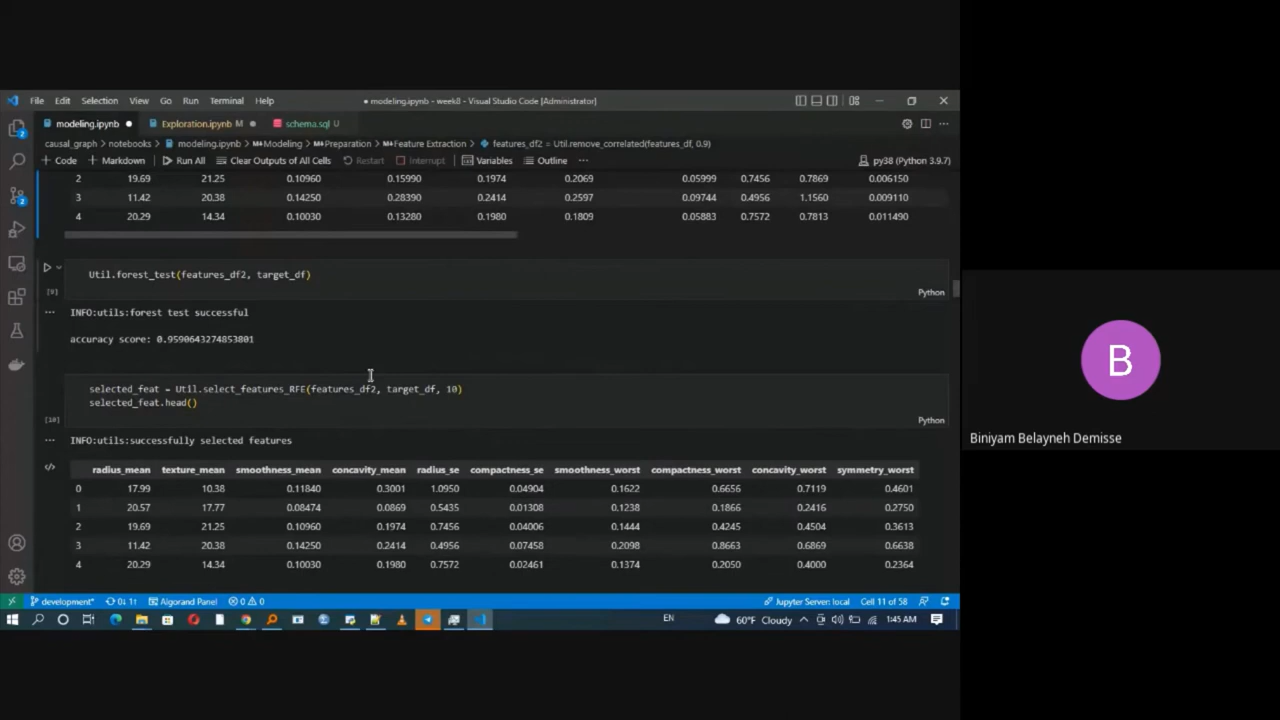 File Edit Selection View Go Run Terminal Help
● modeling.ipynb - week8 - Visual Studio Code [Administrator]
modeling.ipynb ●
Exploration.ipynb M ●
schema.sql U
causal_graph > notebooks > modeling.ipynb > M↓Modeling > M↓Preparation > M↓Feature Extraction > features_df2 = Util.remove_correlated(features_df, 0.9)
+ Code + Markdown Run All Clear Outputs of All Cells Restart Interrupt Variables Outline ··· py38 (Python 3.9.7)
2 19.69 21.25 0.10960 0.15990 0.1974 0.2069 0.05999 0.7456 0.7869 0.006150
3 11.42 20.38 0.14250 0.28390 0.2414 0.2597 0.09744 0.4956 1.1560 0.009110
4 20.29 14.34 0.10030 0.13280 0.1980 0.1809 0.05883 0.7572 0.7813 0.011490
Util.forest_test(features_df2, target_df)
[9]
Python
INFO:utils:forest test successful
accuracy score: 0.9590643274853801
selected_feat = Util.select_features_RFE(features_df2, target_df, 10)
selected_feat.head()
[10]
Python
INFO:utils:successfully selected features
radius_mean texture_mean smoothness_mean concavity_mean radius_se compactness_se smoothness_worst compactness_worst concavity_worst symmetry_worst
0 17.99 10.38 0.11840 0.3001 1.0950 0.04904 0.1622 0.6656 0.7119 0.4601
1 20.57 17.77 0.08474 0.0869 0.5435 0.01308 0.1238 0.1866 0.2416 0.2750
2 19.69 21.25 0.10960 0.1974 0.7456 0.04006 0.1444 0.4245 0.4504 0.3613
3 11.42 20.38 0.14250 0.2414 0.4956 0.07458 0.2098 0.8663 0.6869 0.6638
4 20.29 14.34 0.10030 0.1980 0.7572 0.02461 0.1374 0.2050 0.4000 0.2364
development* 0↓ 1↑ Algorand Panel 0 0 Jupyter Server: local Cell 11 of 58
EN 60°F Cloudy 1:45 AM
B
Biniyam Belayneh Demisse